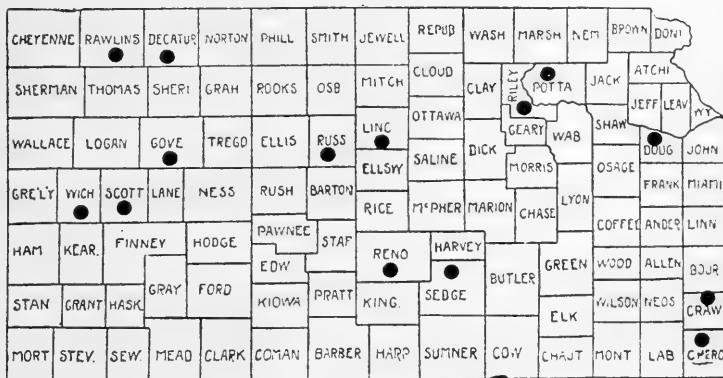 CHEYENNE RAWLINS DECATUR NORTON PHILL SMITH JEWELL REPUB WASH MARSH NEM BROWN DONI
SHERMAN THOMAS SHERI GRAH ROOKS OSB MITCH CLOUD CLAY RILEY POTTA JACK ATCHI
JEFF LEAV WY
WALLACE LOGAN GOVE TREGO ELLIS RUSS LINC OTTAWA GEARY WAB SHAW DOUG JOHN
ELLSW SALINE DICK MORRIS OSAGE FRANK MIAMI
GRE'LY WICH SCOTT LANE NESS RUSH BARTON RICE McPHER MARION CHASE LYON COFFEY ANDER LINN
HAM KEAR. FINNEY HODGE PAWNEE STAF RENO HARVEY
EDW BUTLER GREEN WOOD ALLEN BOUR
STAN GRANT HASK GRAY FORD KIOWA PRATT KING. SEDGE ELK WILSON NEOS CRAW
MORT STEV. SEW. MEAD CLARK COMAN BARBER HARP SUMNER COW CHAUT MONT LAB CHERO